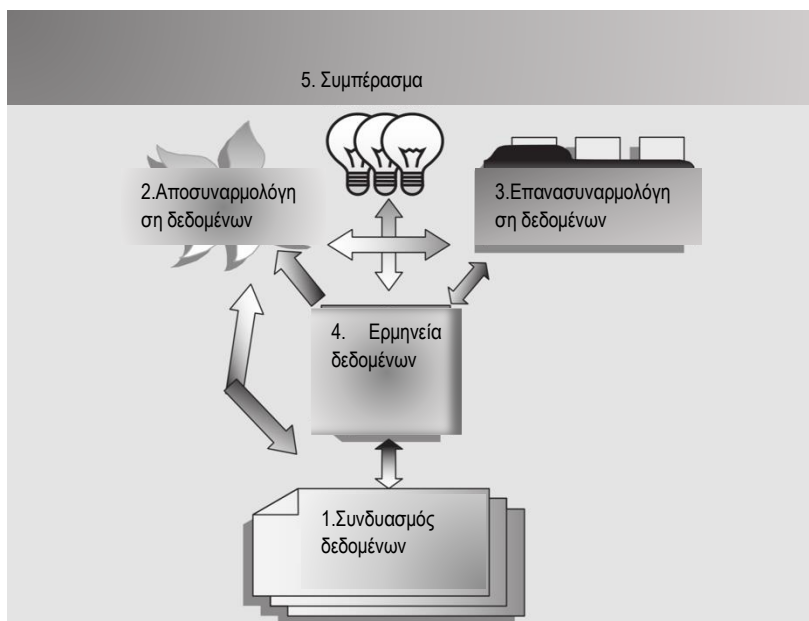 5. Συμπέρασμα
2.Αποσυναρμολόγη
ση δεδομένων
3.Επανασυναρμολόγη
ση δεδομένων
4. Ερμηνεία
δεδομένων
1.Συνδυασμός
δεδομένων